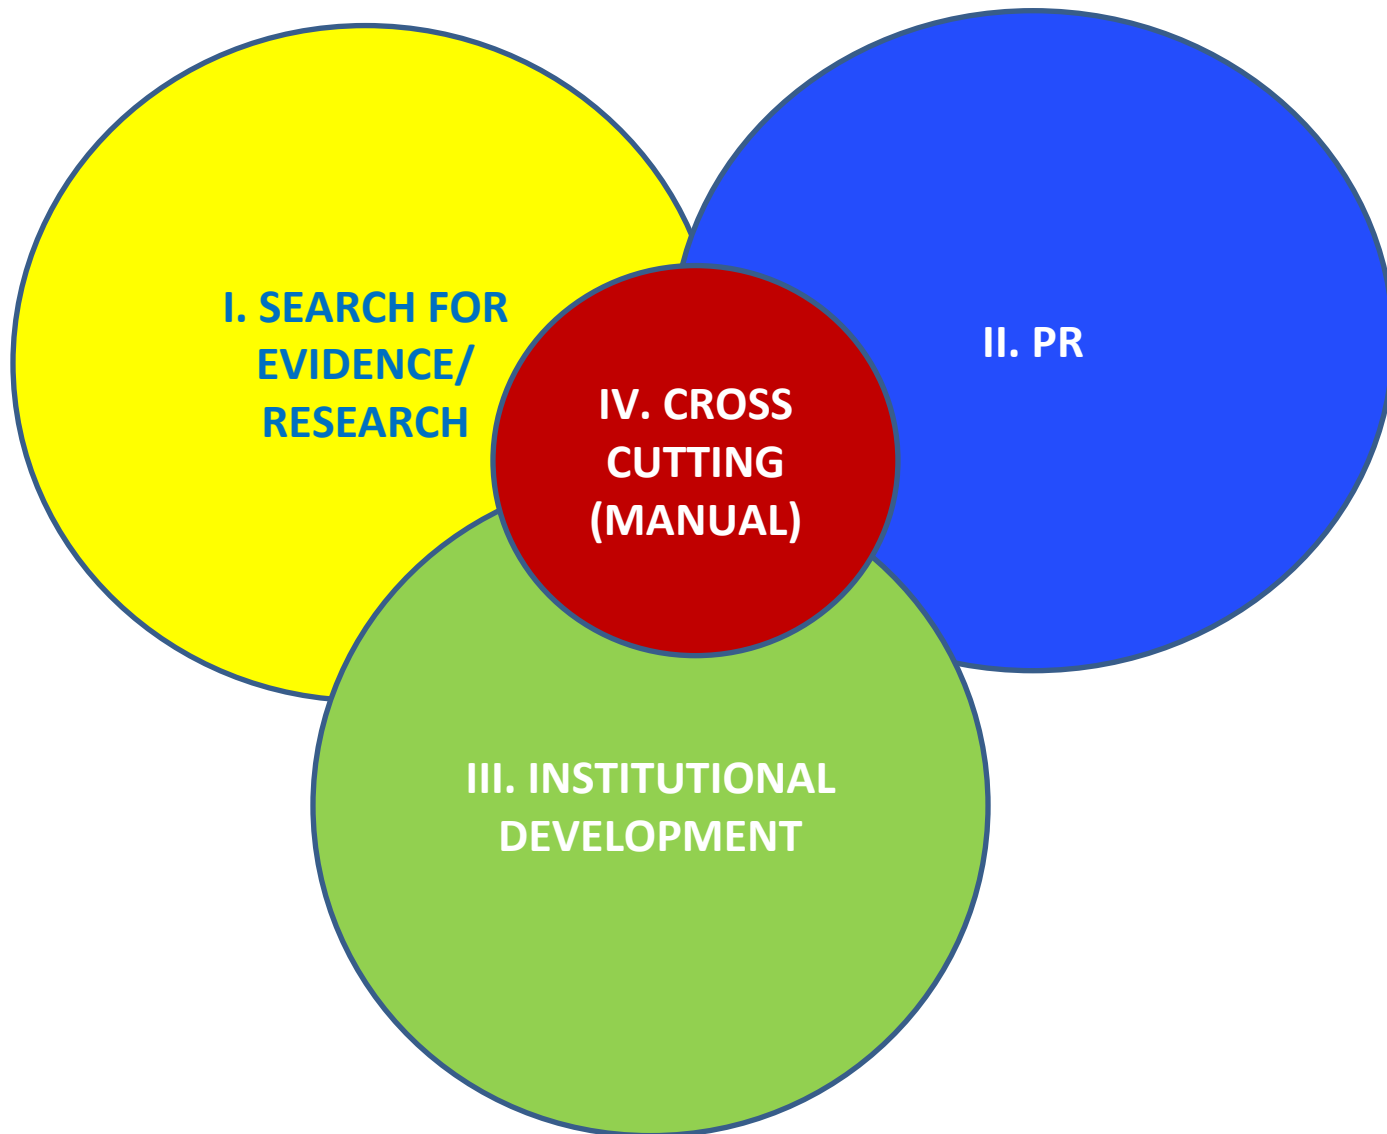 I. SEARCH FOR
EVIDENCE/
RESEARCH
II. PR
IV. CROSS
CUTTING
(MANUAL)
III. INSTITUTIONAL
DEVELOPMENT